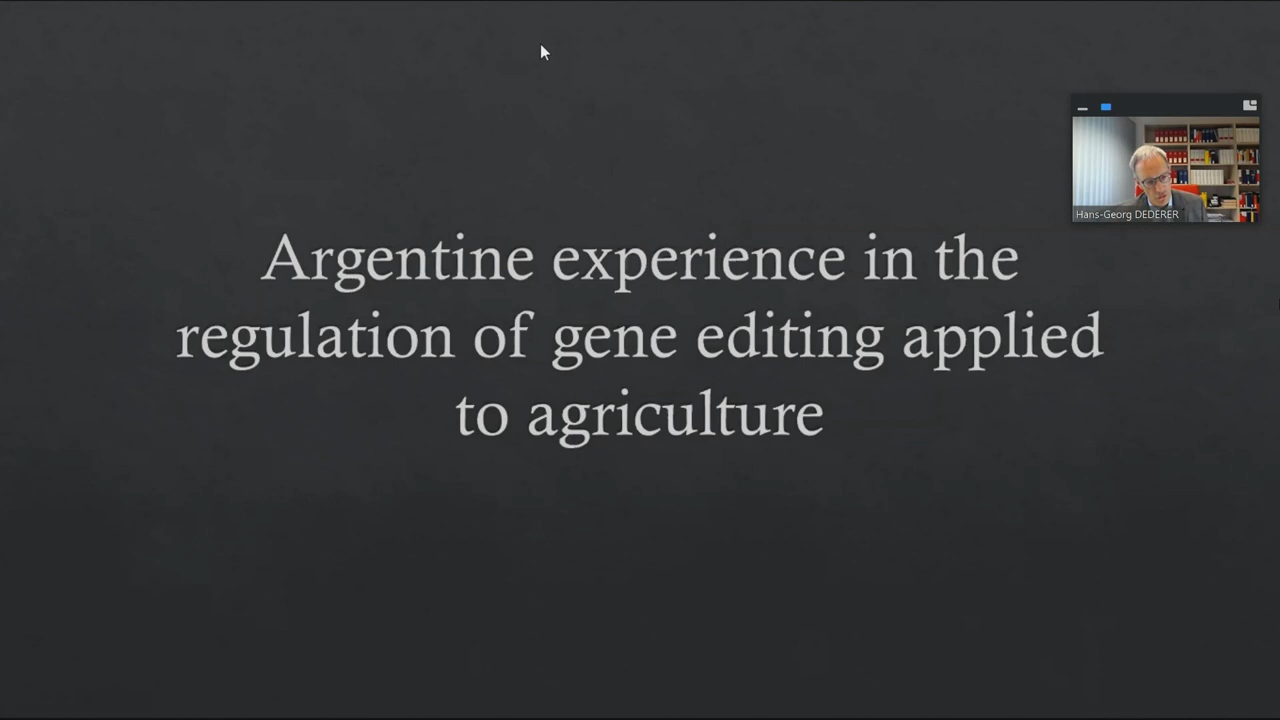 Argentine experience in the
regulation of gene editing applied
to agriculture
Hans-Georg DEDERER